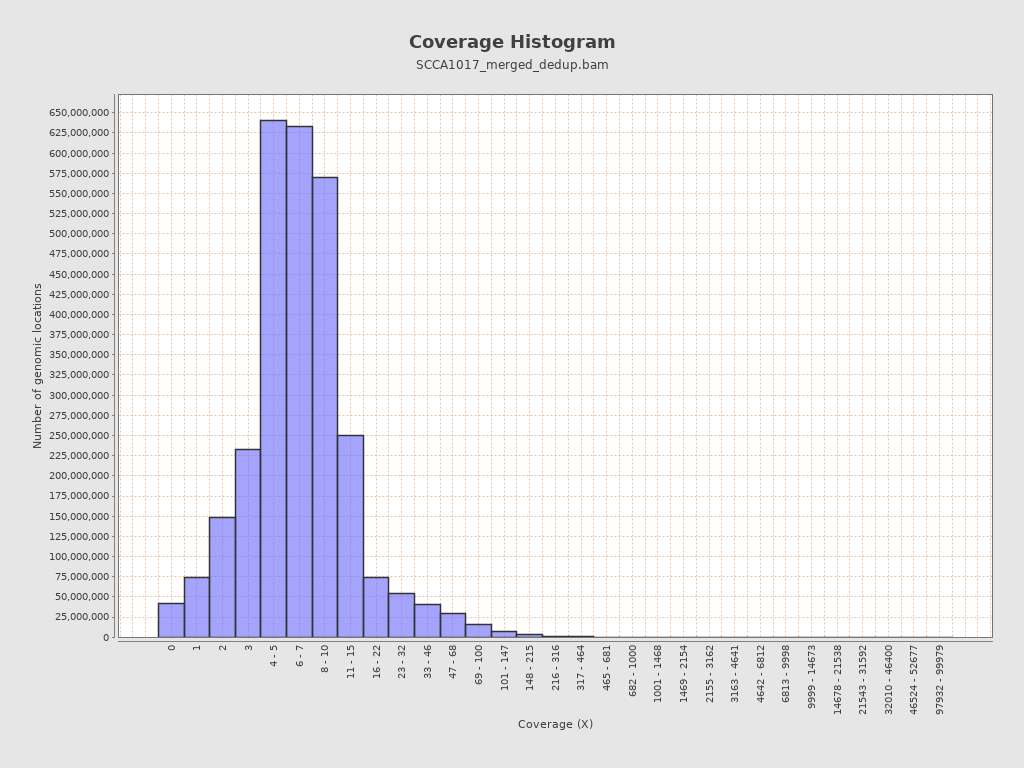 Coverage Histogram
SCCA1017_merged_dedup.bam
650,000,000
625,000,000
600,000,000
575,000,000
550,000,000
525,000,000
500,000,000
475,000,000
450,000,000
425,000,000
400,000,000
375,000,000
350,000,000
325,000,000
300,000,000
275,000,000
250,000,000
225,000,000
200,000,000
175,000,000
150,000,000
125,000,000
100,000,000
75,000,000
50,000,000
25,000,000
0
Number of genomic locations
0
1
2
3
4 - 5
6 - 7
8 - 10
11 - 15
16 - 22
23 - 32
33 - 46
47 - 68
69 - 100
101 - 147
148 - 215
216 - 316
317 - 464
465 - 681
682 - 1000
1001 - 1468
1469 - 2154
2155 - 3162
3163 - 4641
4642 - 6812
6813 - 9998
9999 - 14673
14678 - 21538
21543 - 31592
32010 - 46400
46524 - 52677
97932 - 99979
Coverage (X)